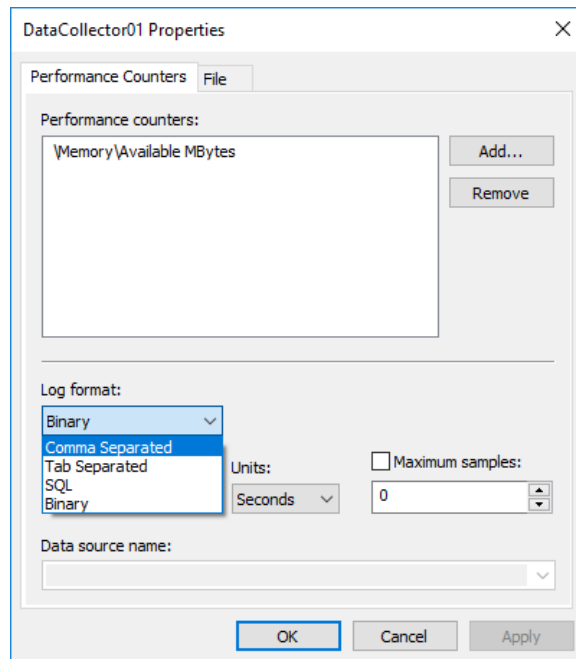 DataCollector01 Properties
Performance Counters File
Performance counters:
\Memory\Available MBytes
Add...
Remove
Log format:
Binary
Comma Separated
Tab Separated
SQL
Binary
Units:
Seconds
Maximum samples:
0
Data source name:
OK Cancel Apply